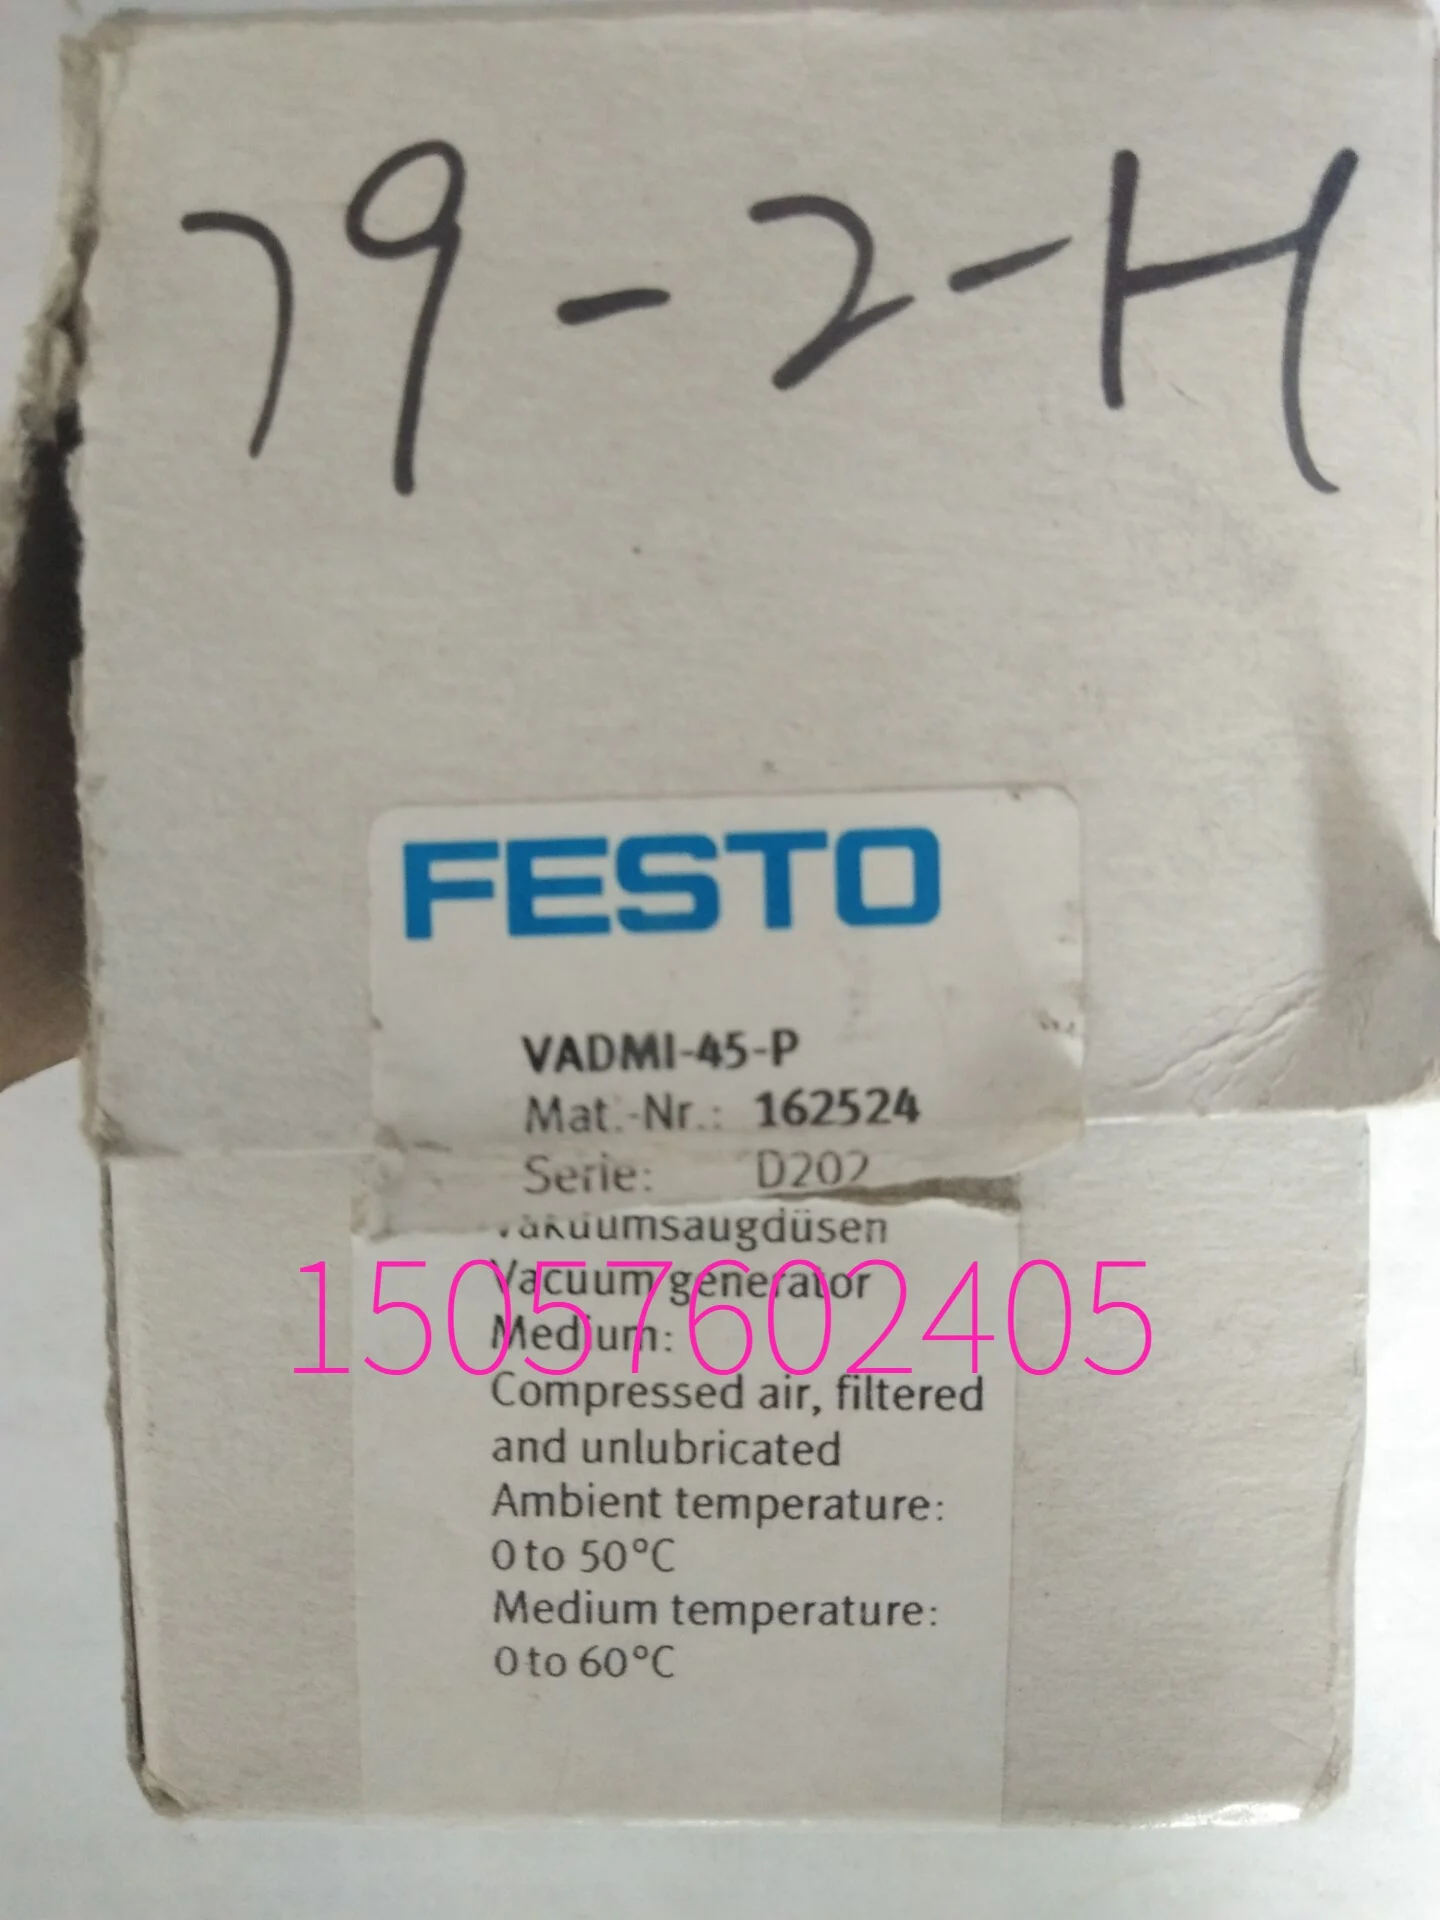 79-2-H
FESTO
VADMI-45-P
Mat.-Nr.: 162524
Serie: D202
Vakuumsaugdüsen
Vacuum generator
15057602405
Medium:
Compressed air, filtered
and unlubricated
Ambient temperature:
0 to 50°C
Medium temperature:
0 to 60°C